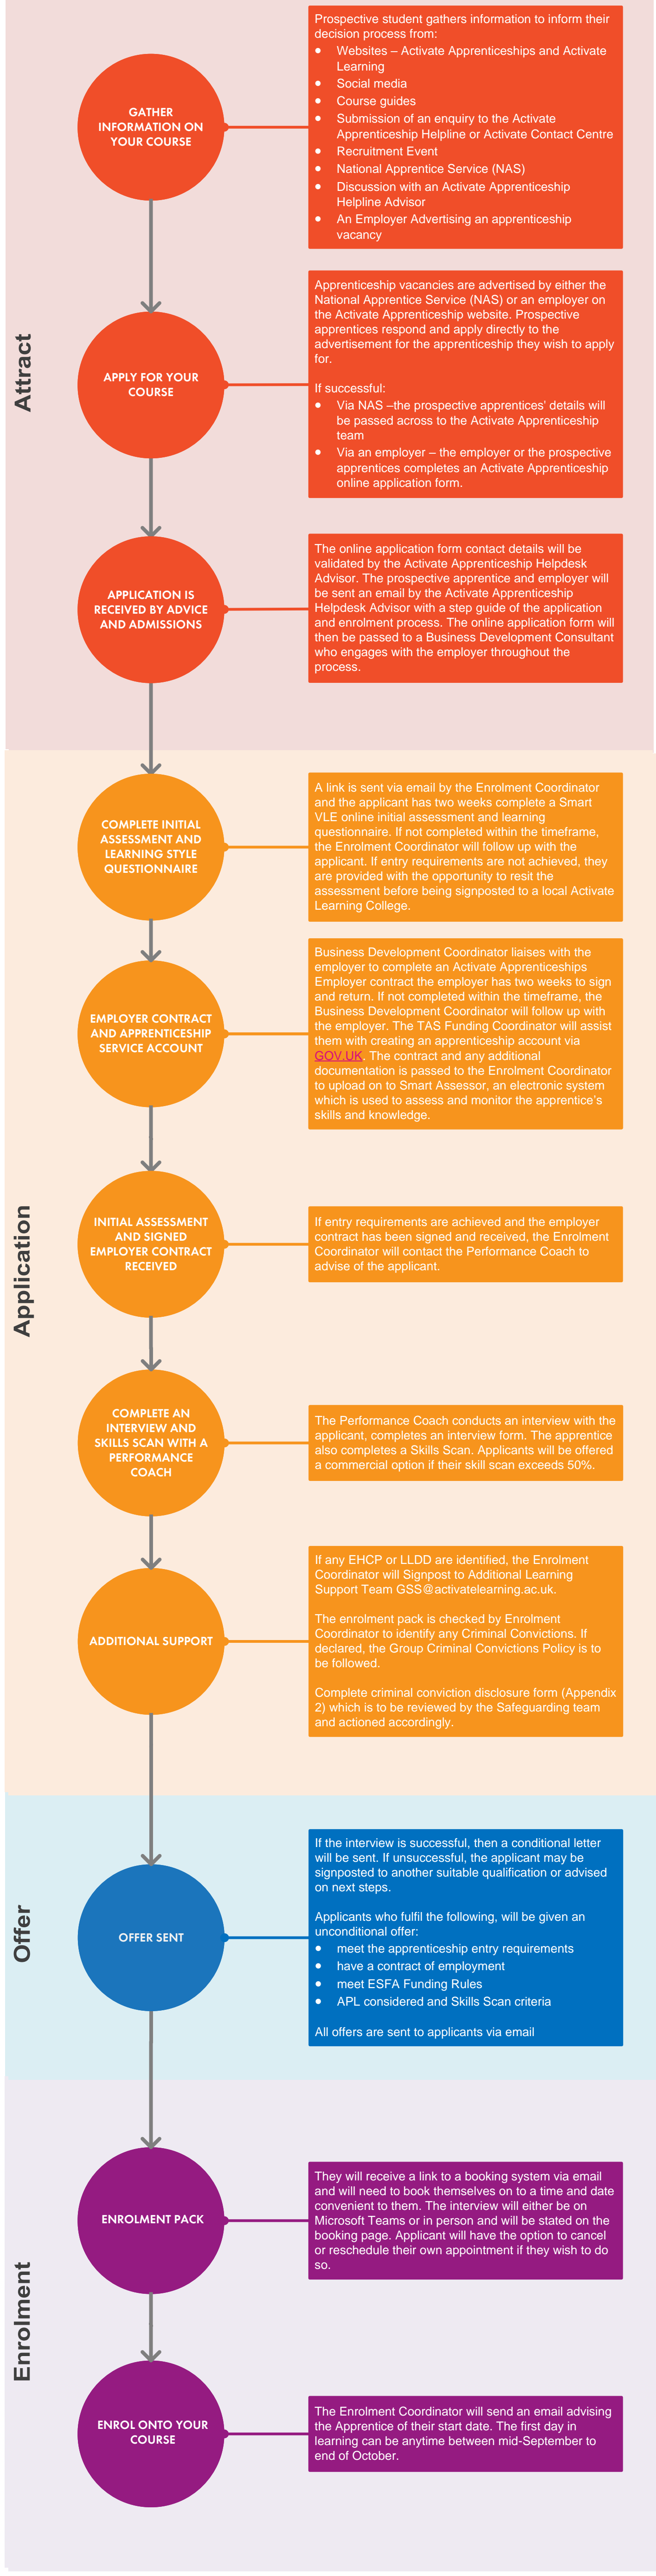 Attract
GATHER
INFORMATION ON
YOUR COURSE
Prospective student gathers information to inform their
decision process from:
● Websites – Activate Apprenticeships and Activate
Learning
● Social media
● Course guides
● Submission of an enquiry to the Activate
Apprenticeship Helpline or Activate Contact Centre
● Recruitment Event
● National Apprentice Service (NAS)
● Discussion with an Activate Apprenticeship
Helpline Advisor
● An Employer Advertising an apprenticeship
vacancy
APPLY FOR YOUR
COURSE
Apprenticeship vacancies are advertised by either the
National Apprentice Service (NAS) or an employer on
the Activate Apprenticeship website. Prospective
apprentices respond and apply directly to the
advertisement for the apprenticeship they wish to apply
for.
If successful:
● Via NAS –the prospective apprentices' details will
be passed across to the Activate Apprenticeship
team
● Via an employer – the employer or the prospective
apprentices completes an Activate Apprenticeship
online application form.
APPLICATION IS
RECEIVED BY ADVICE
AND ADMISSIONS
The online application form contact details will be
validated by the Activate Apprenticeship Helpdesk
Advisor. The prospective apprentice and employer will
be sent an email by the Activate Apprenticeship
Helpdesk Advisor with a step guide of the application
and enrolment process. The online application form will
then be passed to a Business Development Consultant
who engages with the employer throughout the
process.
Application
COMPLETE INITIAL
ASSESSMENT AND
LEARNING STYLE
QUESTIONNAIRE
A link is sent via email by the Enrolment Coordinator
and the applicant has two weeks complete a Smart
VLE online initial assessment and learning
questionnaire. If not completed within the timeframe,
the Enrolment Coordinator will follow up with the
applicant. If entry requirements are not achieved, they
are provided with the opportunity to resit the
assessment before being signposted to a local Activate
Learning College.
EMPLOYER CONTRACT
AND APPRENTICESHIP
SERVICE ACCOUNT
Business Development Coordinator liaises with the
employer to complete an Activate Apprenticeships
Employer contract the employer has two weeks to sign
and return. If not completed within the timeframe, the
Business Development Coordinator will follow up with
the employer. The TAS Funding Coordinator will assist
them with creating an apprenticeship account via
GOV.UK. The contract and any additional
documentation is passed to the Enrolment Coordinator
to upload on to Smart Assessor, an electronic system
which is used to assess and monitor the apprentice's
skills and knowledge.
INITIAL ASSESSMENT
AND SIGNED
EMPLOYER CONTRACT
RECEIVED
If entry requirements are achieved and the employer
contract has been signed and received, the Enrolment
Coordinator will contact the Performance Coach to
advise of the applicant.
COMPLETE AN
INTERVIEW AND
SKILLS SCAN WITH A
PERFORMANCE
COACH
The Performance Coach conducts an interview with the
applicant, completes an interview form. The apprentice
also completes a Skills Scan. Applicants will be offered
a commercial option if their skill scan exceeds 50%.
ADDITIONAL SUPPORT
If any EHCP or LLDD are identified, the Enrolment
Coordinator will Signpost to Additional Learning
Support Team GSS@activatelearning.ac.uk.
The enrolment pack is checked by Enrolment
Coordinator to identify any Criminal Convictions. If
declared, the Group Criminal Convictions Policy is to
be followed.
Complete criminal conviction disclosure form (Appendix
2) which is to be reviewed by the Safeguarding team
and actioned accordingly.
Offer
OFFER SENT
If the interview is successful, then a conditional letter
will be sent. If unsuccessful, the applicant may be
signposted to another suitable qualification or advised
on next steps.
Applicants who fulfil the following, will be given an
unconditional offer:
● meet the apprenticeship entry requirements
● have a contract of employment
● meet ESFA Funding Rules
● APL considered and Skills Scan criteria
All offers are sent to applicants via email
Enrolment
ENROLMENT PACK
They will receive a link to a booking system via email
and will need to book themselves on to a time and date
convenient to them. The interview will either be on
Microsoft Teams or in person and will be stated on the
booking page. Applicant will have the option to cancel
or reschedule their own appointment if they wish to do
so.
ENROL ONTO YOUR
COURSE
The Enrolment Coordinator will send an email advising
the Apprentice of their start date. The first day in
learning can be anytime between mid-September to
end of October.